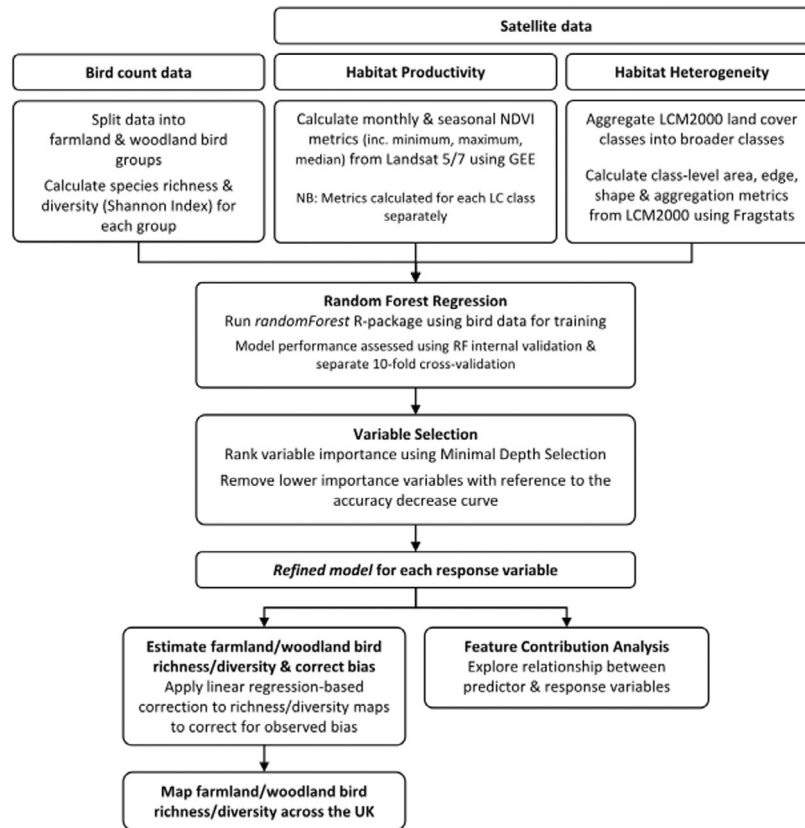 Satellite data
Bird count data
Habitat Productivity
Habitat Heterogeneity
Split data into
farmland & woodland bird
groups
Calculate species richness &
diversity (Shannon Index) for
each group
Calculate monthly & seasonal NDVI
metrics (inc. minimum, maximum,
median) from Landsat 5/7 using GEE
NB: Metrics calculated for each LC class
separately
Aggregate LCM2000 land cover
classes into broader classes
Calculate class-level area, edge,
shape & aggregation metrics
from LCM2000 using Fragstats
Random Forest Regression
Run randomForest R-package using bird data for training
Model performance assessed using RF internal validation &
separate 10-fold cross-validation
Variable Selection
Rank variable importance using Minimal Depth Selection
Remove lower importance variables with reference to the
accuracy decrease curve
Refined model for each response variable
Estimate farmland/woodland bird
richness/diversity & correct bias
Apply linear regression-based
correction to richness/diversity maps
to correct for observed bias
Feature Contribution Analysis
Explore relationship between
predictor & response variables
Map farmland/woodland bird
richness/diversity across the UK